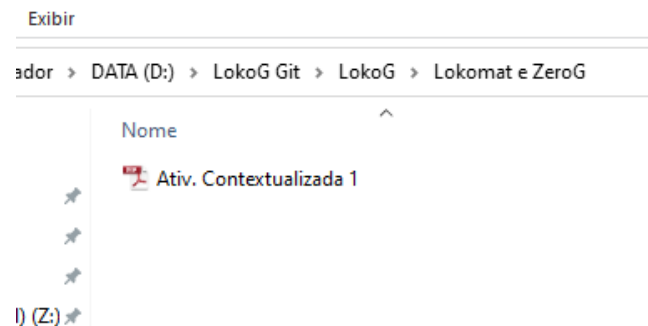 Exibir
ador > DATA (D:) > LokoG Git > LokoG > Lokomat e ZeroG
Nome
Ativ. Contextualizada 1
l) (Z:)